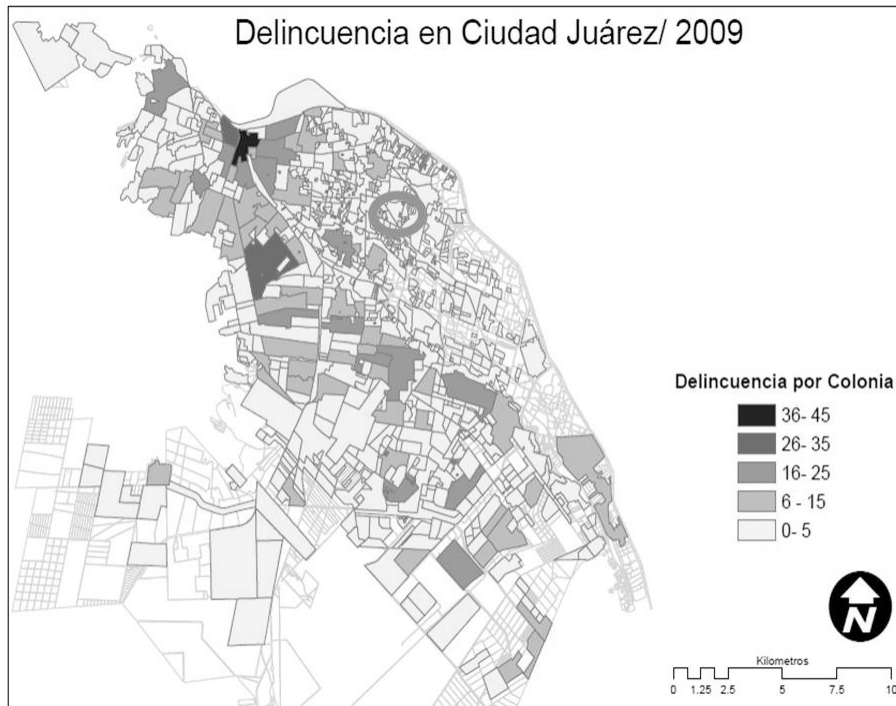 Delincuencia en Ciudad Juárez/ 2009
Delincuencia por Colonia
36- 45
26- 35
16- 25
6 - 15
0- 5
N
Kilometros
0 1.25 2.5 5 7.5 10